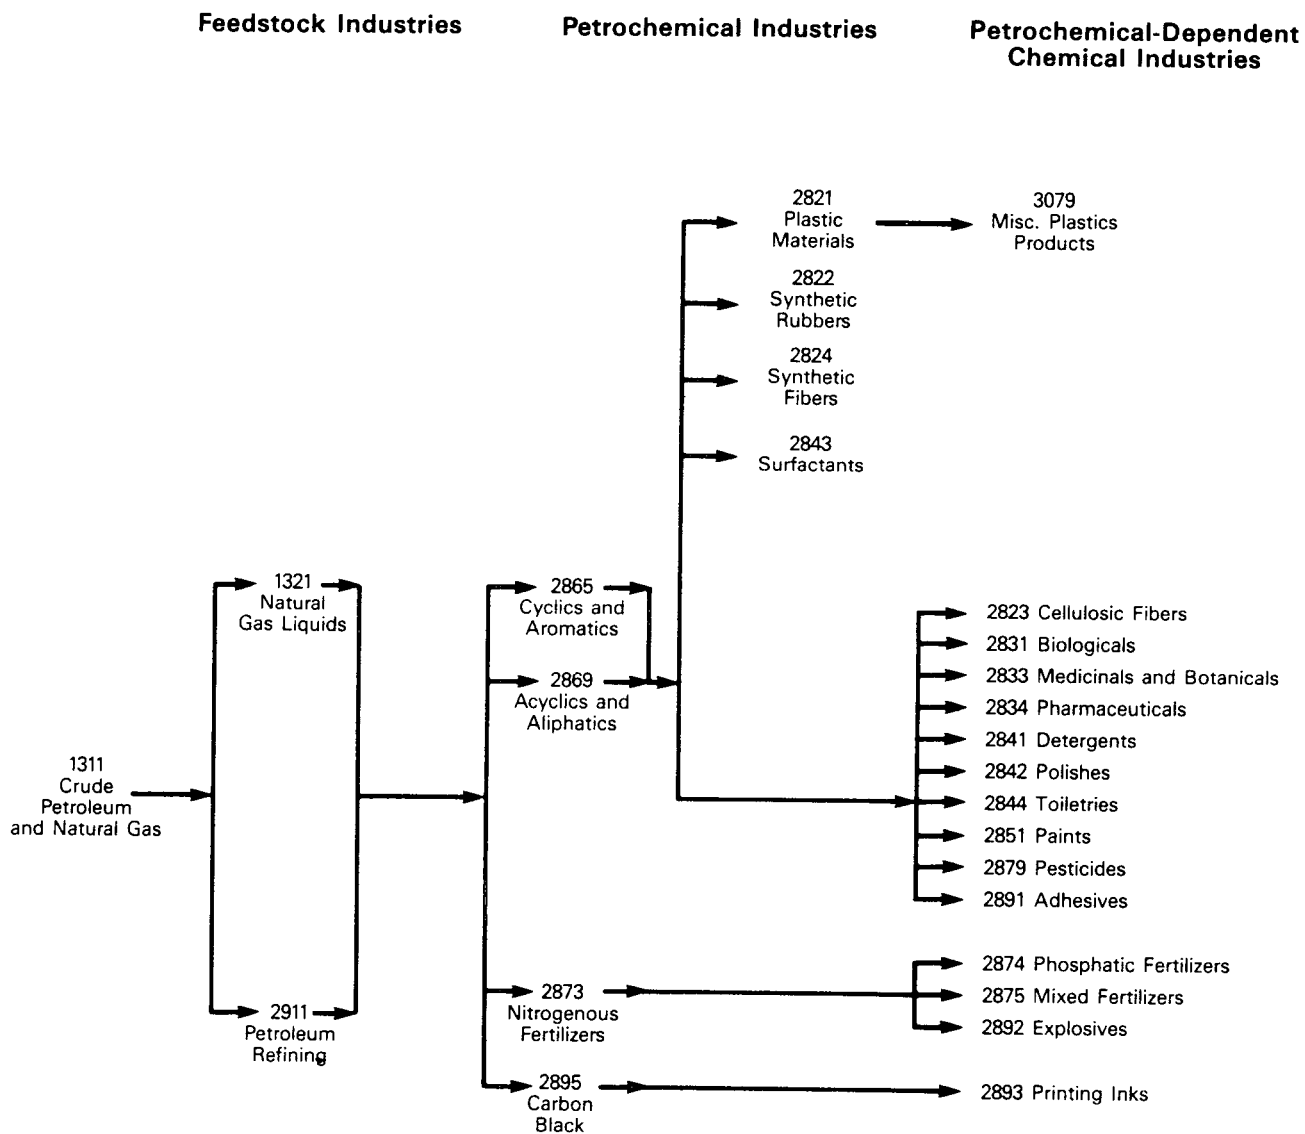 Feedstock Industries
Petrochemical Industries
Petrochemical-Dependent
Chemical Industries
2821
Plastic
Materials
3079
Misc. Plastics
Products
2822
Synthetic
Rubbers
2824
Synthetic
Fibers
2843
Surfactants
1321
Natural
Gas Liquids
2865
Cyclics and
Aromatics
2869
Acyclics and
Aliphatics
1311
Crude
Petroleum
and Natural Gas
2823 Cellulosic Fibers
2831 Biologicals
2833 Medicinals and Botanicals
2834 Pharmaceuticals
2841 Detergents
2842 Polishes
2844 Toiletries
2851 Paints
2879 Pesticides
2891 Adhesives
2911
Petroleum
Refining
2873
Nitrogenous
Fertilizers
2874 Phosphatic Fertilizers
2875 Mixed Fertilizers
2892 Explosives
2895
Carbon
Black
2893 Printing Inks